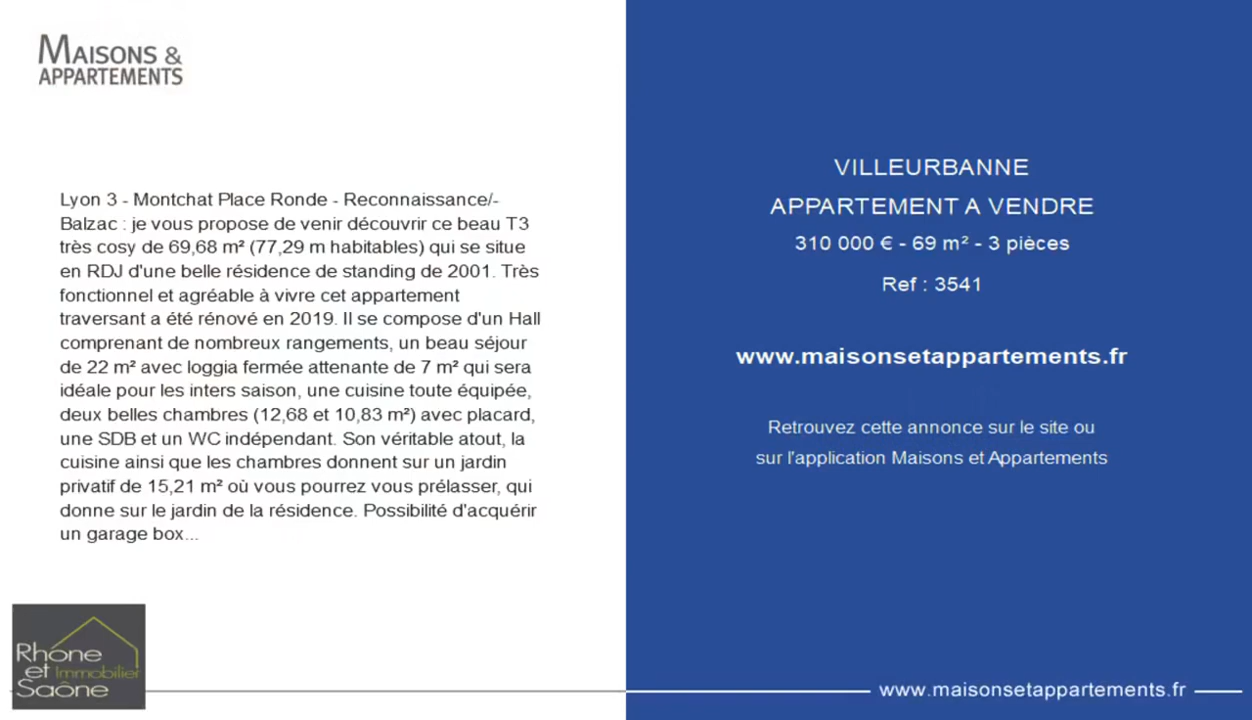 MAISONS &
APPARTEMENTS
Lyon 3 - Montchat Place Ronde - Reconnaissance/-
Balzac : je vous propose de venir découvrir ce beau T3
très cosy de 69,68 m² (77,29 m habitables) qui se situe
en RDJ d'une belle résidence de standing de 2001. Très
fonctionnel et agréable à vivre cet appartement
traversant a été rénové en 2019. Il se compose d'un Hall
comprenant de nombreux rangements, un beau séjour
de 22 m² avec loggia fermée attenante de 7 m² qui sera
idéale pour les inters saison, une cuisine toute équipée,
deux belles chambres (12,68 et 10,83 m²) avec placard,
une SDB et un WC indépendant. Son véritable atout, la
cuisine ainsi que les chambres donnent sur un jardin
privatif de 15,21 m² où vous pourrez vous prélasser, qui
donne sur le jardin de la résidence. Possibilité d'acquérir
un garage box...
Rhône
et Immobilier
Saône
VILLEURBANNE
APPARTEMENT A VENDRE
310 000 € - 69 m² - 3 pièces
Ref : 3541
www.maisonsetappartements.fr
Retrouvez cette annonce sur le site ou
sur l'application Maisons et Appartements
www.maisonsetappartements.fr